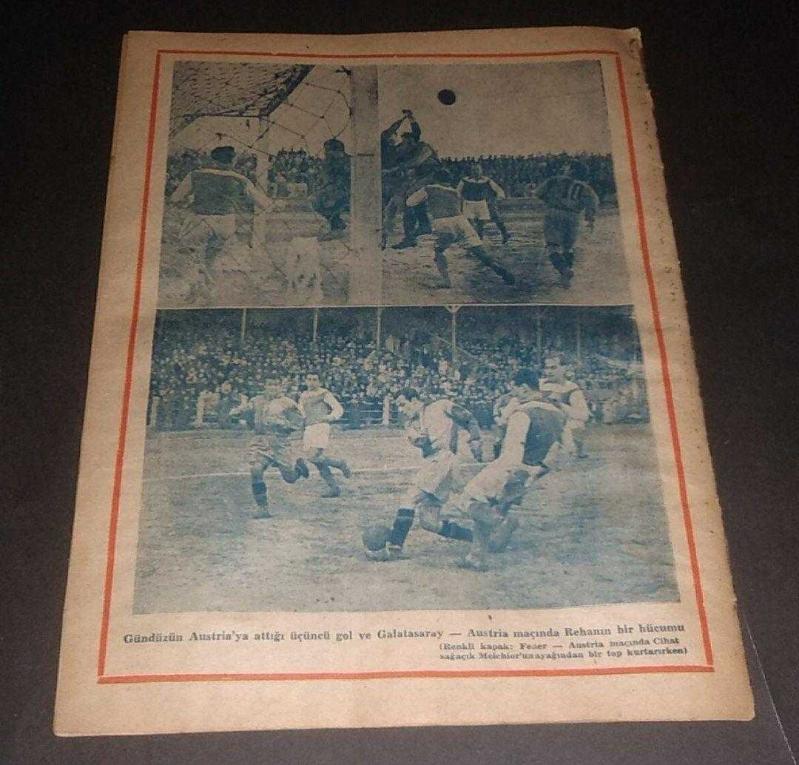 11
Gündüzün Austria'ya attığı üçüncü gol ve Galatasaray — Austria maçında Rehanın bir hücumu
(Renkli kapak: Fener — Austria maçında Cihat
sağaçık Melchior'un ayağından bir top kurtarırken)